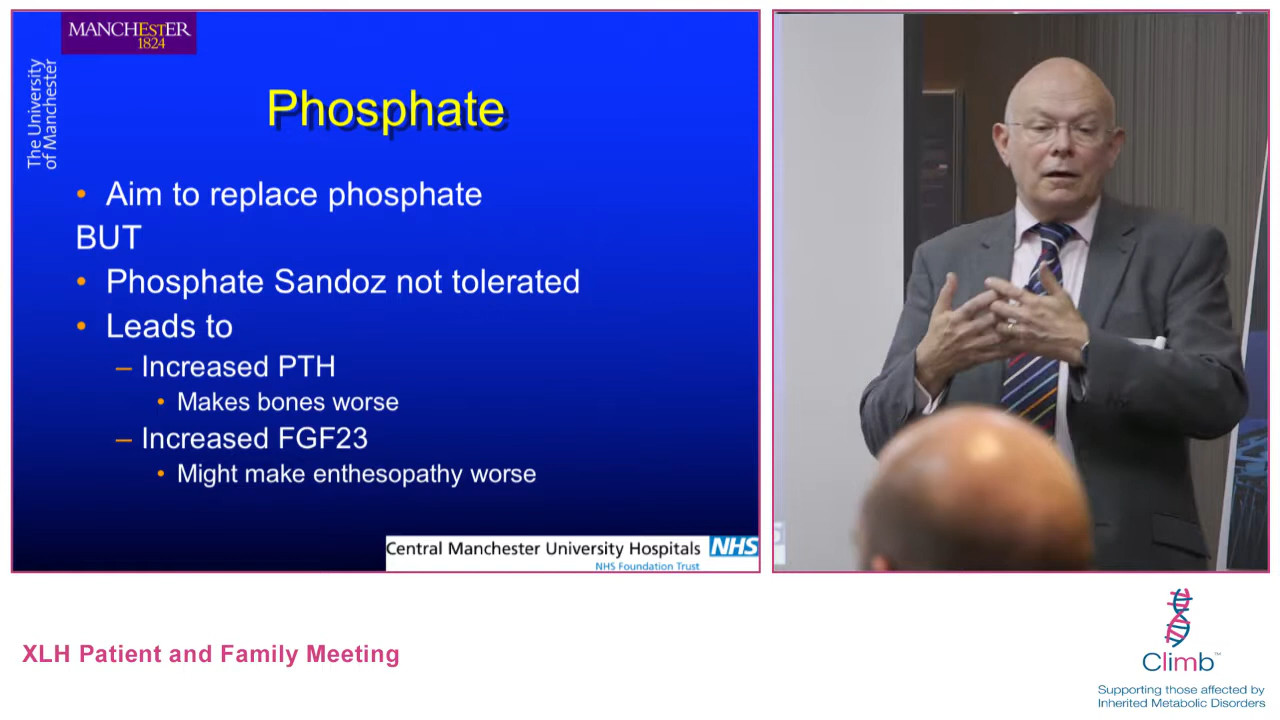 MANCHESTER
1824
The University
of Manchester
Phosphate
• Aim to replace phosphate
BUT
• Phosphate Sandoz not tolerated
• Leads to
– Increased PTH
• Makes bones worse
– Increased FGF23
• Might make enthesopathy worse
Central Manchester University Hospitals NHS
NHS Foundation Trust
XLH Patient and Family Meeting
Climb™
Supporting those affected by
Inherited Metabolic Disorders